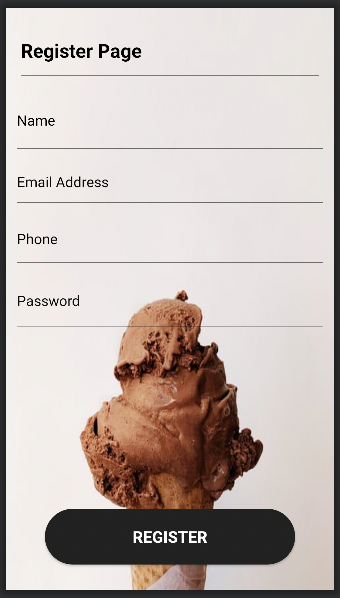 Register Page
Name
Email Address
Phone
Password
REGISTER